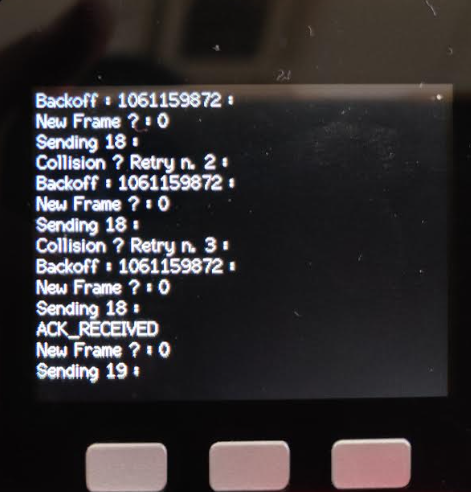 Backoff : 1061159872 :
New Frame ? : 0
Sending 18 :
Collision ? Retry n. 2 :
Backoff : 1061159872 :
New Frame ? : 0
Sending 18 :
Collision ? Retry n. 3 :
Backoff : 1061159872 :
New Frame ? : 0
Sending 18 :
ACK_RECEIVED
New Frame ? : 0
Sending 19 :